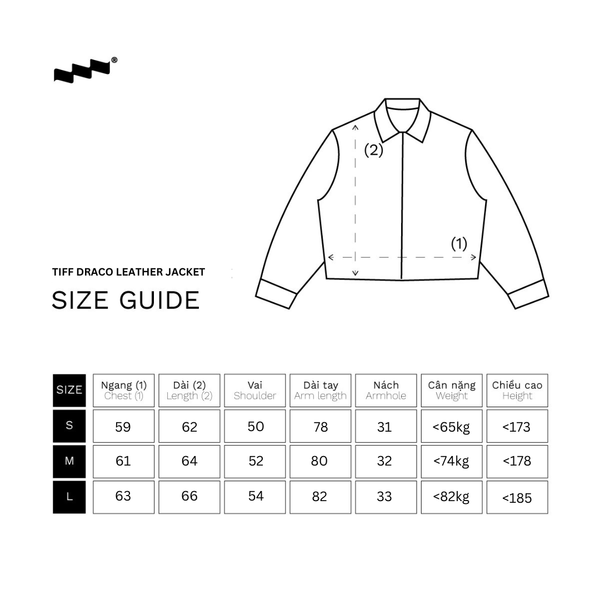 ®
(2)
(1)
TIFF DRACO LEATHER JACKET
SIZE GUIDE
SIZE Ngang (1) Dài (2) Vai Dài tay Nách Cân nặng Chiều cao
Chest (1) Length (2) Shoulder Arm length Armhole Weight Height
S 59 62 50 78 31 <65kg <173
M 61 64 52 80 32 <74kg <178
L 63 66 54 82 33 <82kg <185